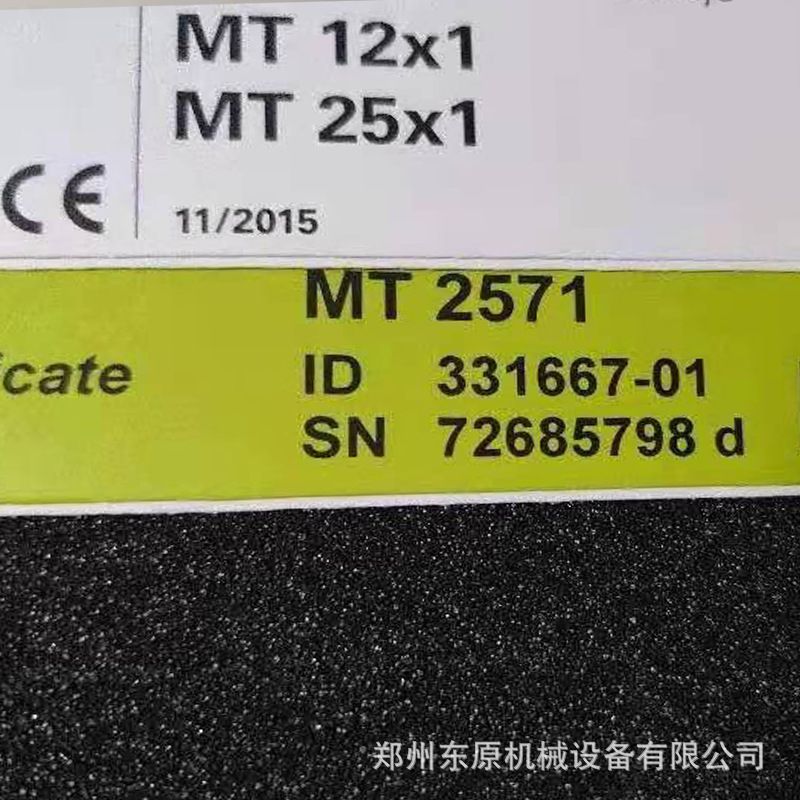 MT 12x1
MT 25x1
CE
11/2015
MT 2571
icate
ID 331667-01
SN 72685798 d
郑州东原机械设备有限公司